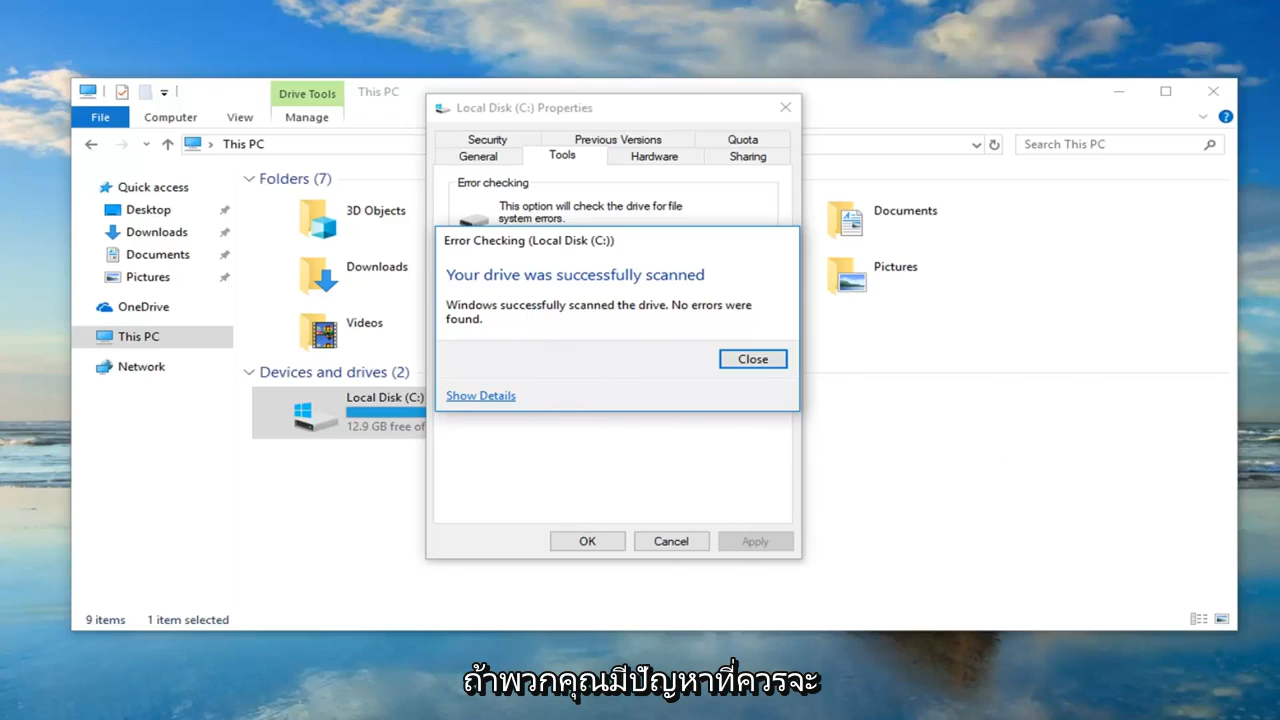 Drive Tools
This PC
File
Computer
View
Manage
This PC
Search This PC
Quick access
Desktop
Downloads
Documents
Pictures
OneDrive
This PC
Network
Folders (7)
3D Objects
Downloads
Videos
Documents
Pictures
Devices and drives (2)
Local Disk (C:)
12.9 GB free of
9 items
1 item selected
Local Disk (C:) Properties
Security
Previous Versions
Quota
General
Tools
Hardware
Sharing
Error checking
This option will check the drive for file
system errors.
Error Checking (Local Disk (C:))
Your drive was successfully scanned
Windows successfully scanned the drive. No errors were
found.
Close
Show Details
OK
Cancel
Apply
ถ้าพวกคุณมีปัญหาที่ควรจะ